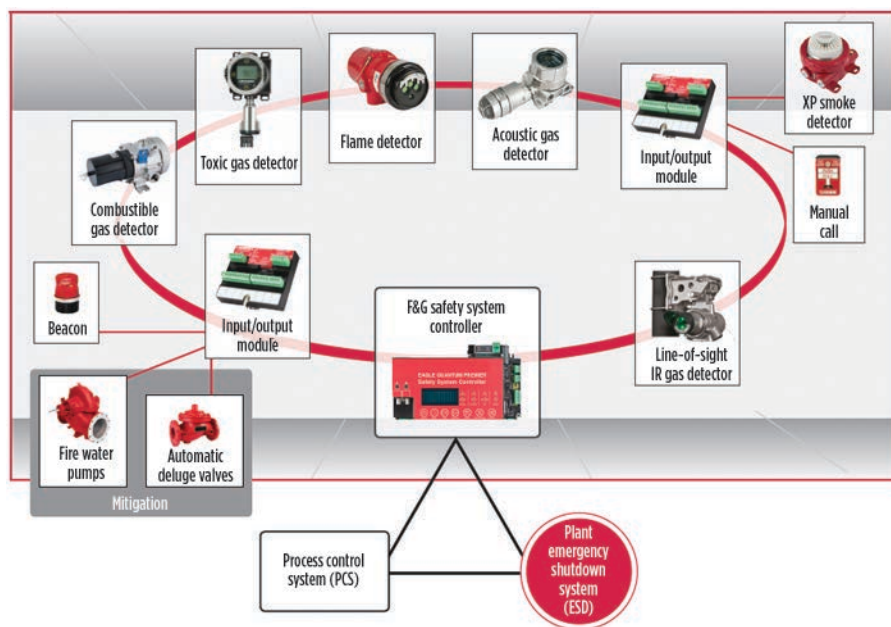 Toxic gas detector
Flame detector
Acoustic gas
detector
Input/output
module
XP smoke
detector
Manual
call
Combustible
gas detector
Beacon
Input/output
module
F&G safety system
controller
EAGLE QUANTUM PREMIER
Safety System Controller
Line-of-sight
IR gas detector
Fire water
pumps
Automatic
deluge valves
Mitigation
Process control
system (PCS)
Plant
emergency
shutdown
system
(ESD)